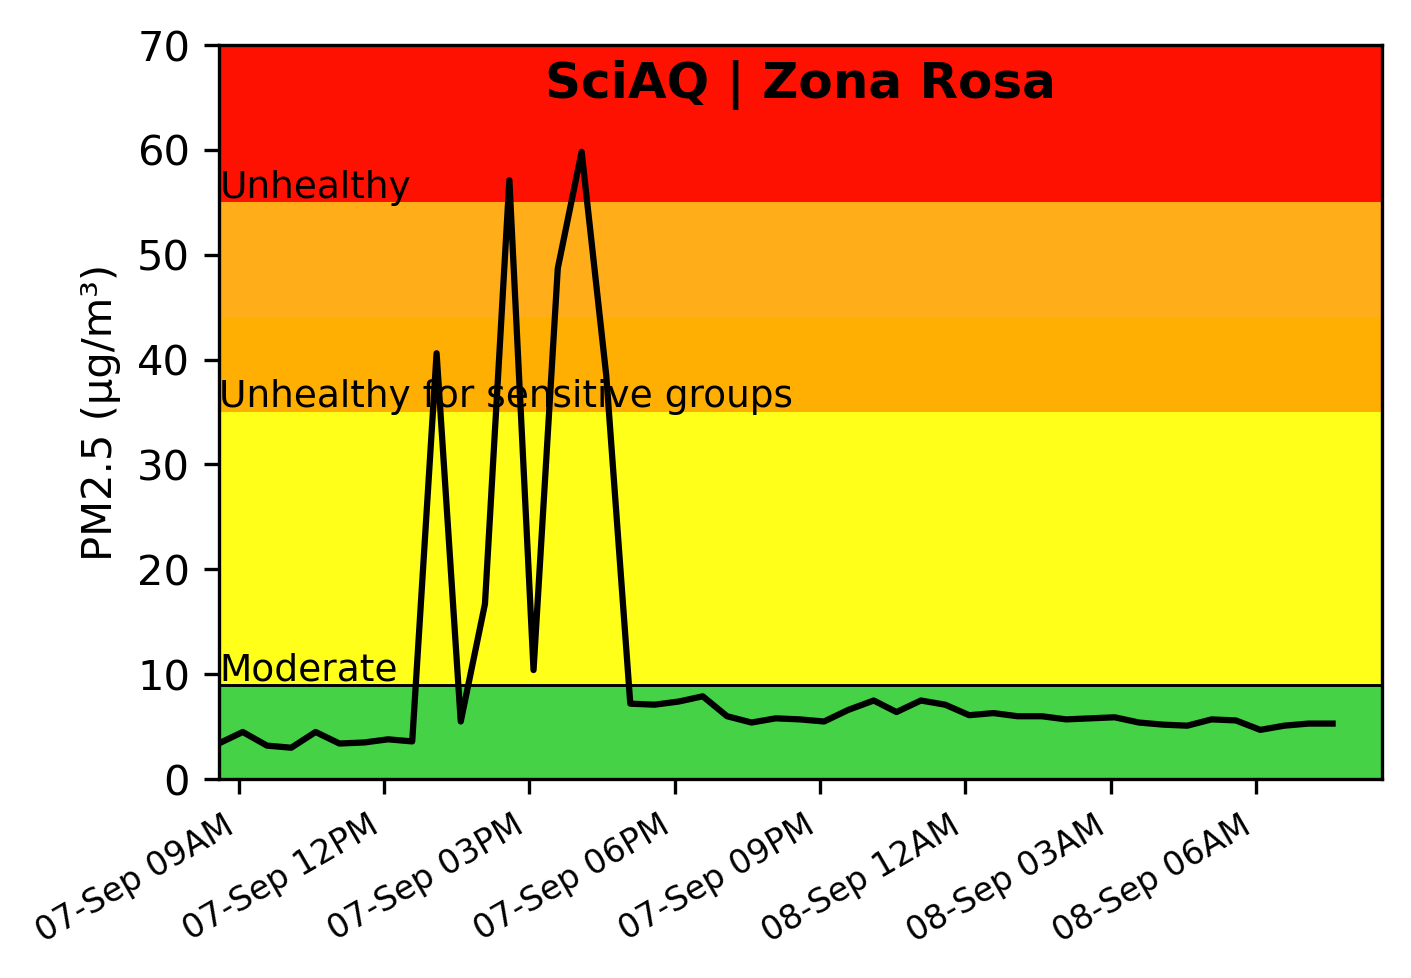 SciAQ | Zona Rosa
PM2.5 (µg/m³)
70
60
50
40
30
20
10
0
Unhealthy
Unhealthy for sensitive groups
Moderate
07-Sep 09AM
07-Sep 12PM
07-Sep 03PM
07-Sep 06PM
07-Sep 09PM
08-Sep 12AM
08-Sep 03AM
08-Sep 06AM